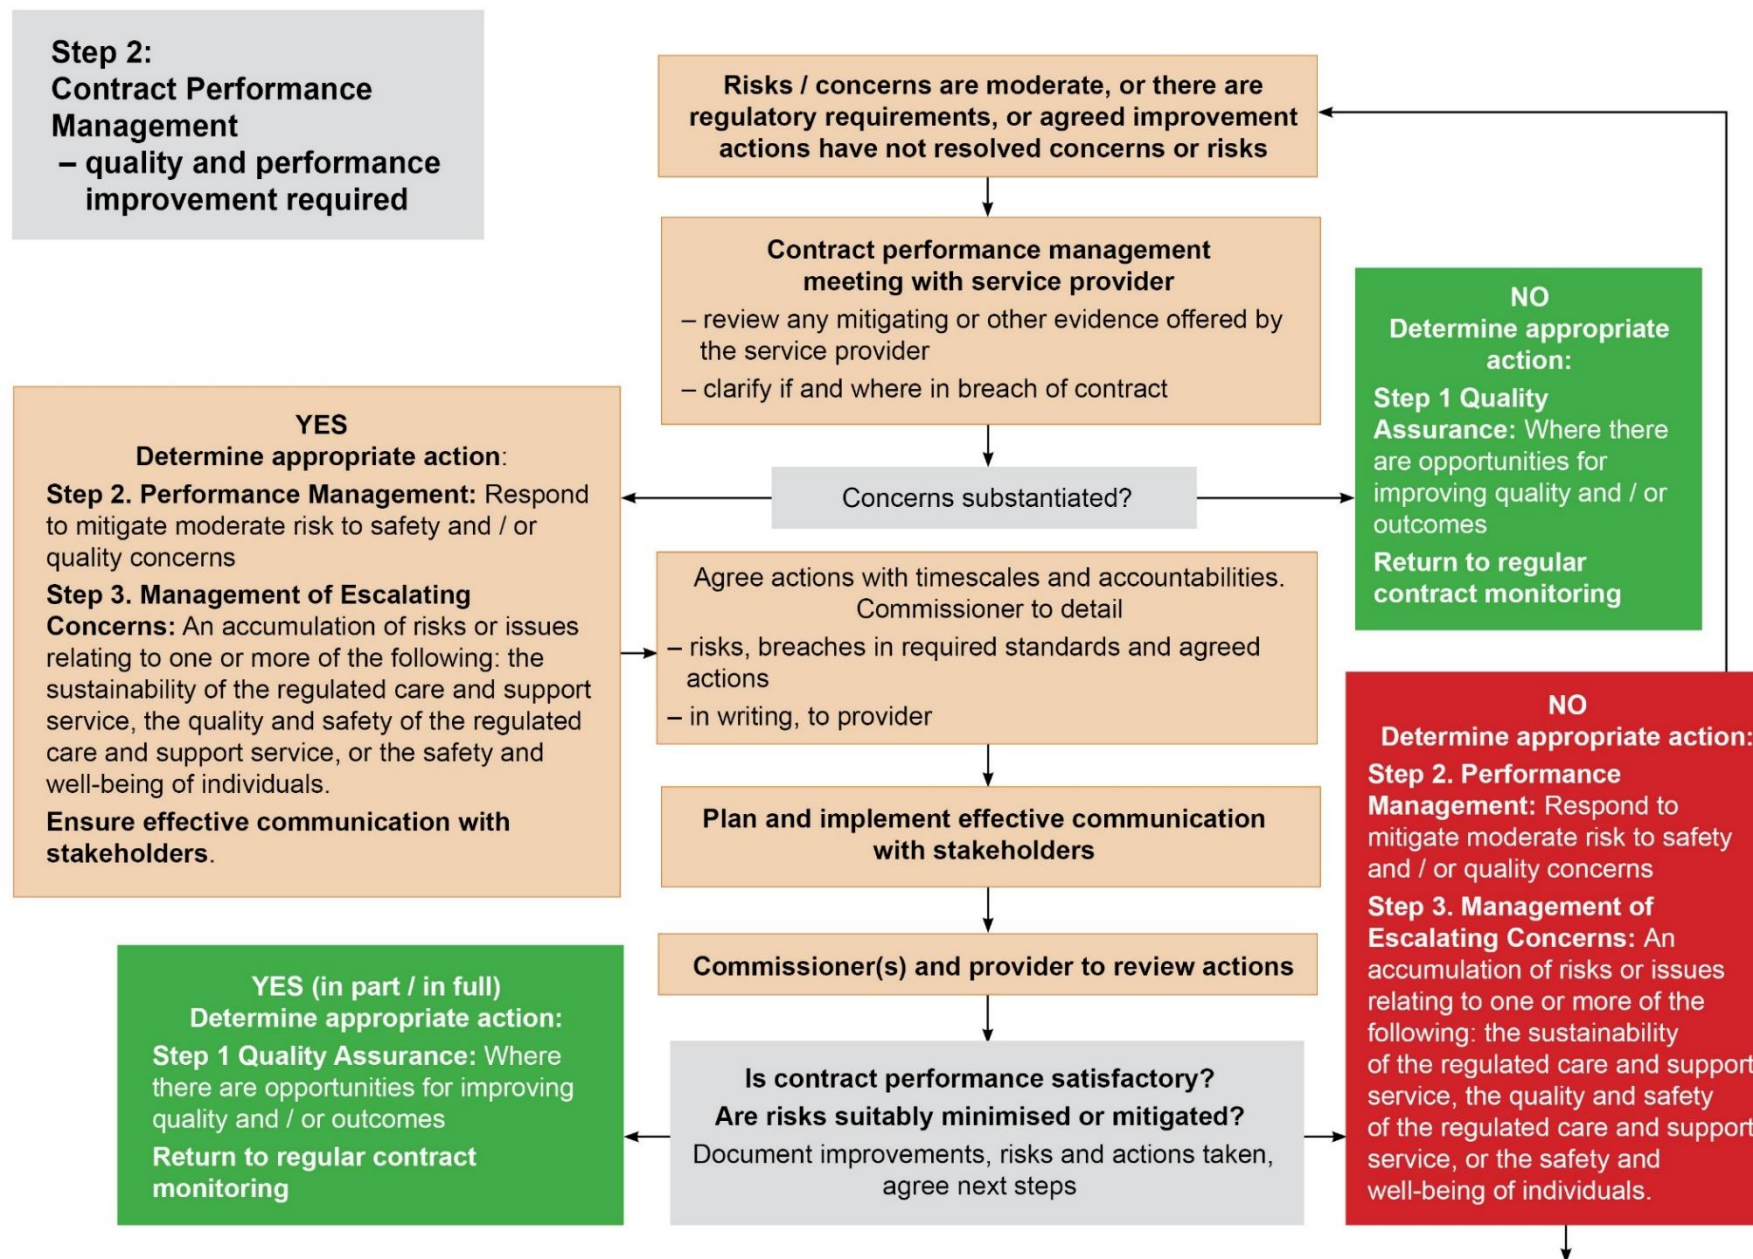 Step 2:
Contract Performance
Management
– quality and performance
improvement required
Risks / concerns are moderate, or there are
regulatory requirements, or agreed improvement
actions have not resolved concerns or risks
Contract performance management
meeting with service provider
– review any mitigating or other evidence offered by
the service provider
– clarify if and where in breach of contract
Concerns substantiated?
NO
Determine appropriate
action:
Step 1 Quality
Assurance: Where there
are opportunities for
improving quality and / or
outcomes
Return to regular
contract monitoring
YES
Determine appropriate action:
Step 2. Performance Management: Respond
to mitigate moderate risk to safety and / or
quality concerns
Step 3. Management of Escalating
Concerns: An accumulation of risks or issues
relating to one or more of the following: the
sustainability of the regulated care and support
service, the quality and safety of the regulated
care and support service, or the safety and
well-being of individuals.
Ensure effective communication with
stakeholders.
Agree actions with timescales and accountabilities.
Commissioner to detail
– risks, breaches in required standards and agreed
actions
– in writing, to provider
Plan and implement effective communication
with stakeholders
Commissioner(s) and provider to review actions
Is contract performance satisfactory?
Are risks suitably minimised or mitigated?
Document improvements, risks and actions taken,
agree next steps
YES (in part / in full)
Determine appropriate action:
Step 1 Quality Assurance: Where
there are opportunities for improving
quality and / or outcomes
Return to regular contract
monitoring
NO
Determine appropriate action:
Step 2. Performance
Management: Respond to
mitigate moderate risk to safety
and / or quality concerns
Step 3. Management of
Escalating Concerns: An
accumulation of risks or issues
relating to one or more of the
following: the sustainability
of the regulated care and support
service, the quality and safety
of the regulated care and support
service, or the safety and
well-being of individuals.